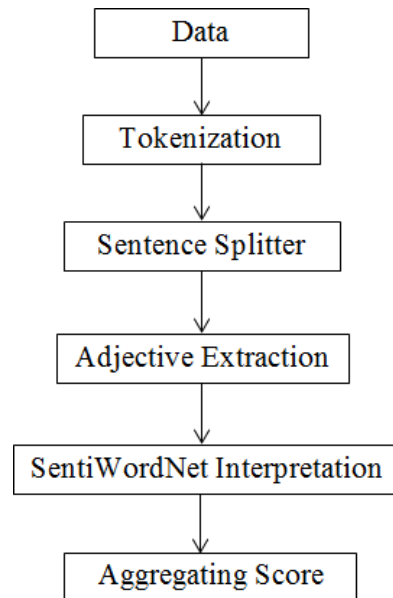 Data
Tokenization
Sentence Splitter
Adjective Extraction
SentiWordNet Interpretation
Aggregating Score